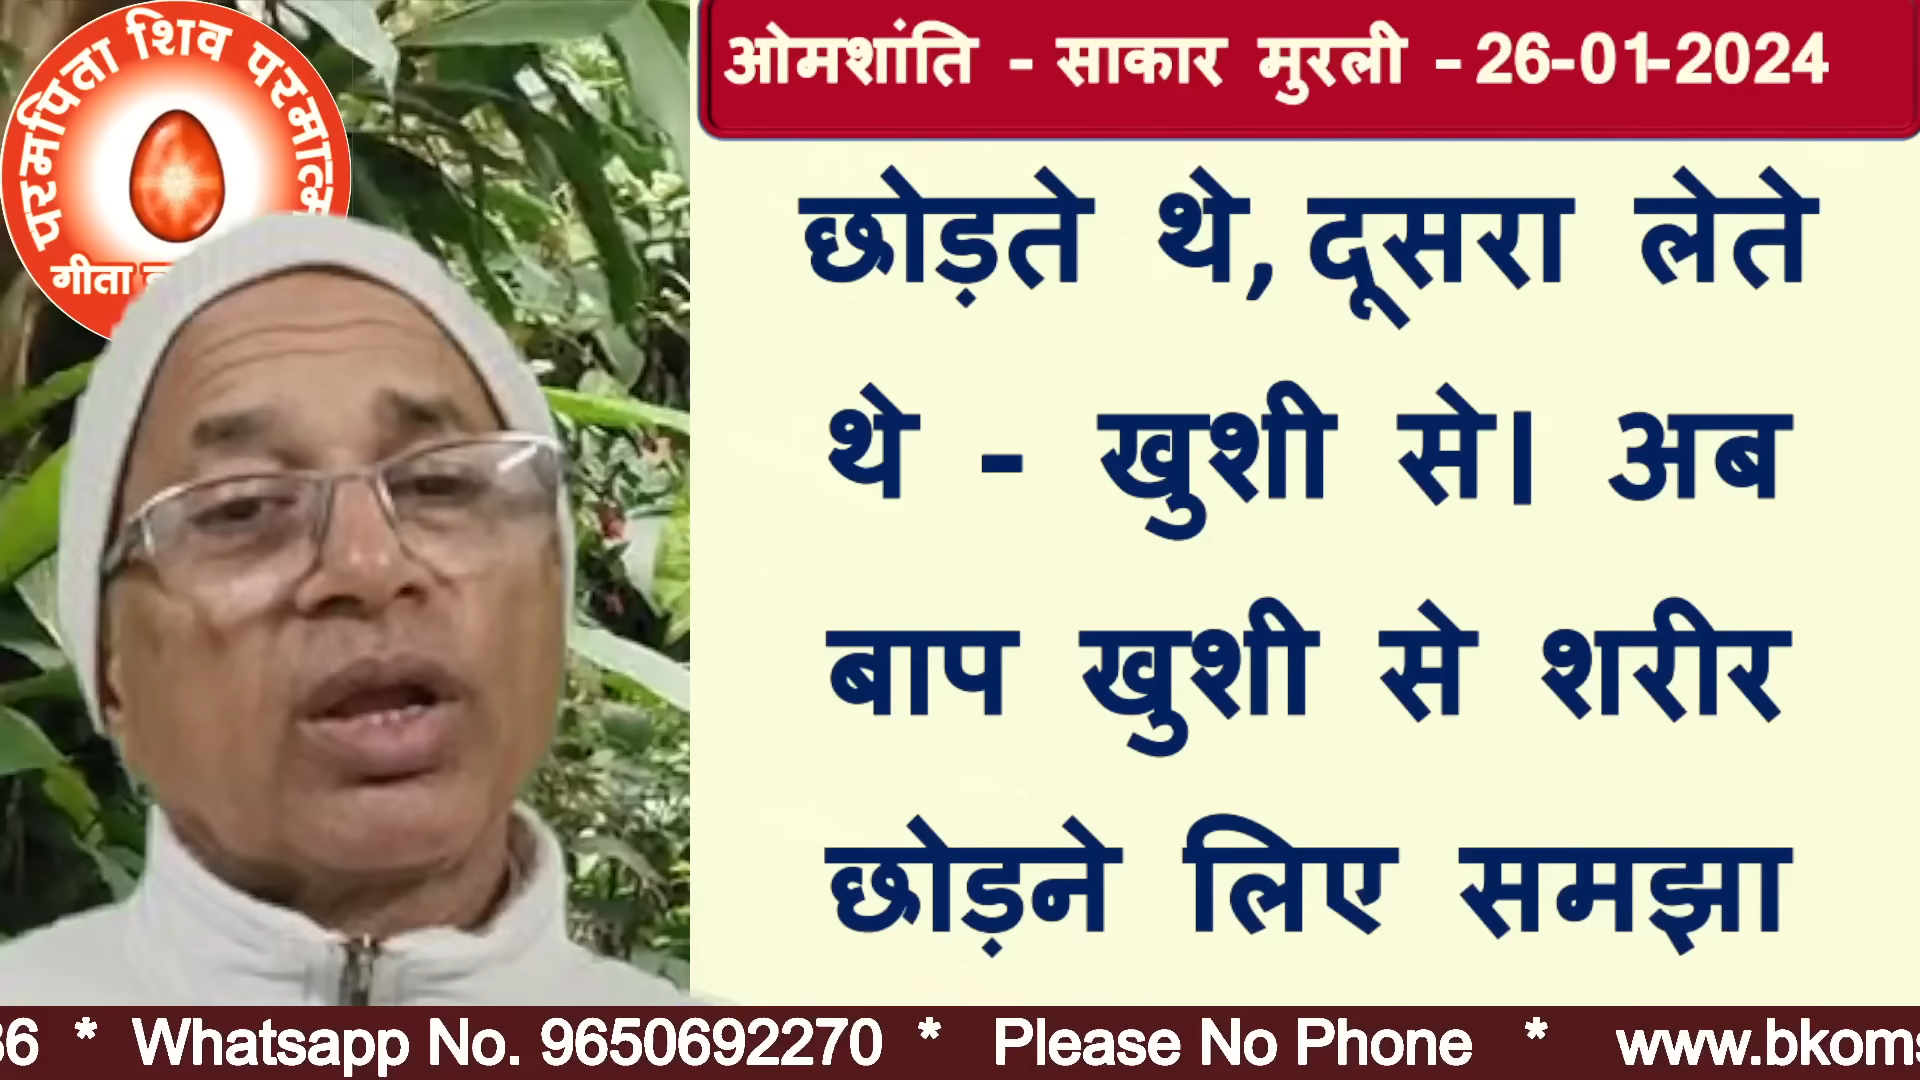 परमपिता शिव परमात्म
गीता
ओमशांति - साकार मुरली - 26-01-2024
छोड़ते थे, दूसरा लेते
थे - खुशी से। अब
बाप खुशी से शरीर
छोड़ने लिए समझा
36 * Whatsapp No. 9650692270 * Please No Phone * www.bkoms